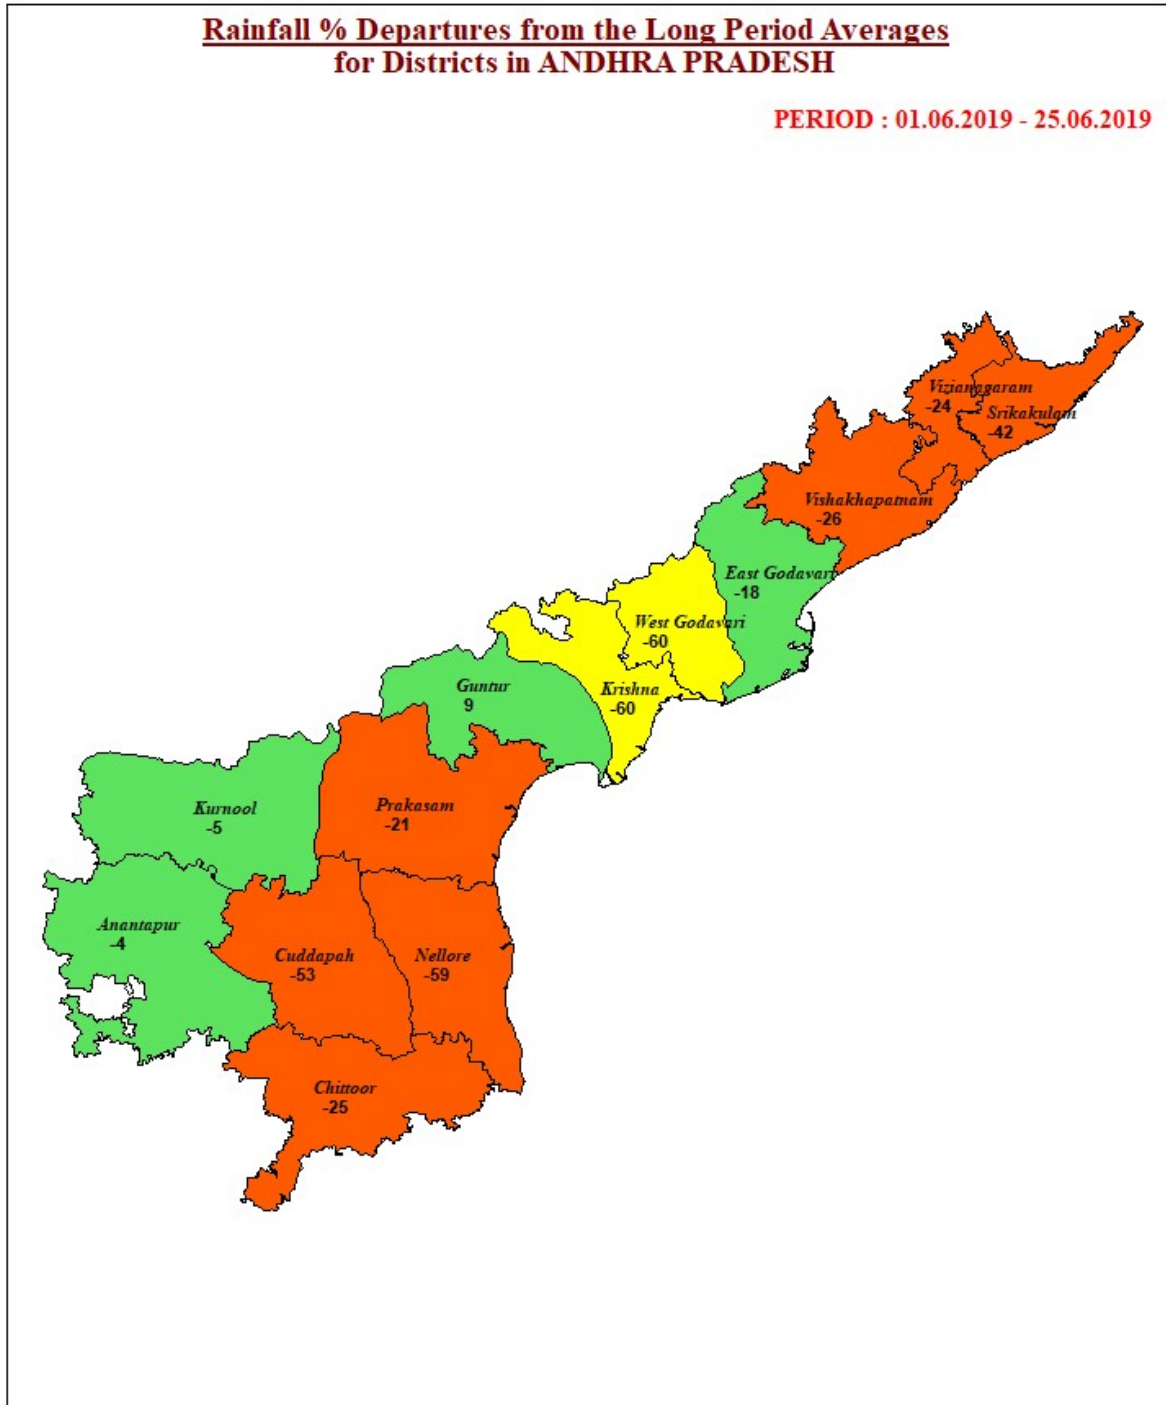 Rainfall % Departures from the Long Period Averages
for Districts in ANDHRA PRADESH
PERIOD : 01.06.2019 - 25.06.2019
Vizianagaram
-24
Srikakulam
-42
Vishakhapatnam
-26
East Godavari
-18
West Godavari
-60
Krishna
-60
Guntur
9
Prakasam
-21
Kurnool
-5
Anantapur
-4
Cuddapah
-53
Nellore
-59
Chittoor
-25